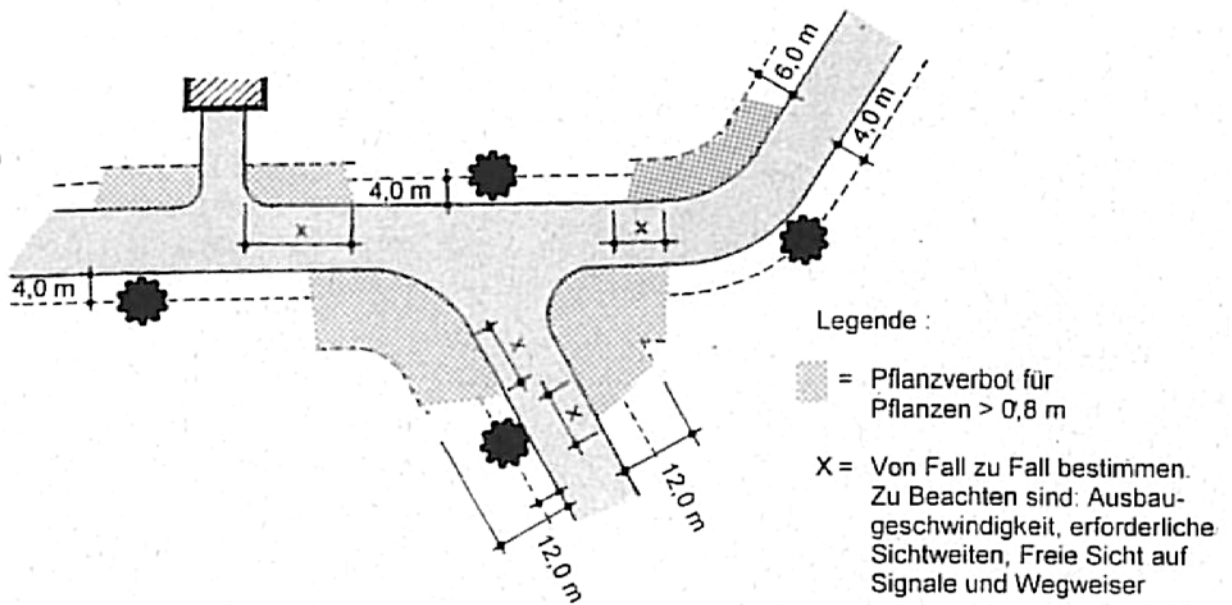 6,0 m
4,0 m
4,0 m
x
x
4,0 m
x
x
12,0 m
12,0 m
Legende :
= Pflanzverbot für
Pflanzen > 0,8 m
X = Von Fall zu Fall bestimmen.
Zu Beachten sind: Ausbau-
geschwindigkeit, erforderliche
Sichtweiten, Freie Sicht auf
Signale und Wegweiser